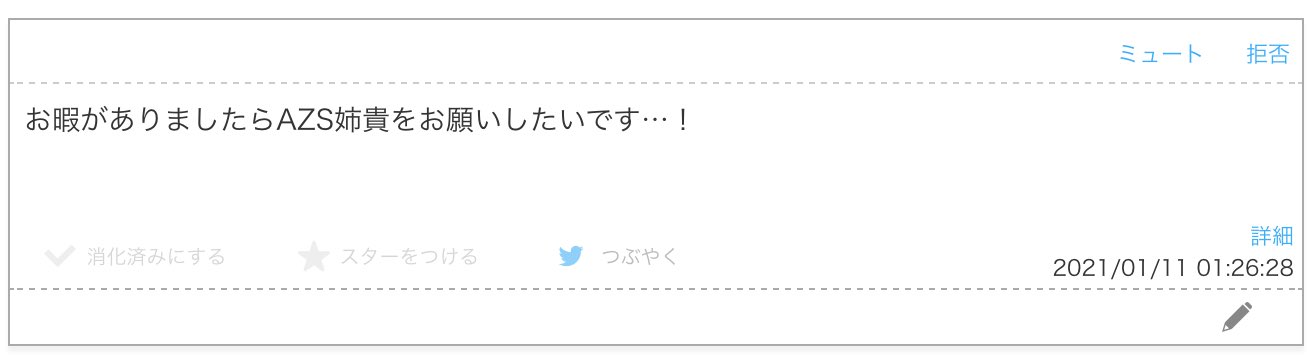 ミュート 拒否
お暇がありましたらAZS姉貴をお願いしたいです…！
詳細
消化済みにする スターをつける つぶやく
2021/01/11 01:26:28